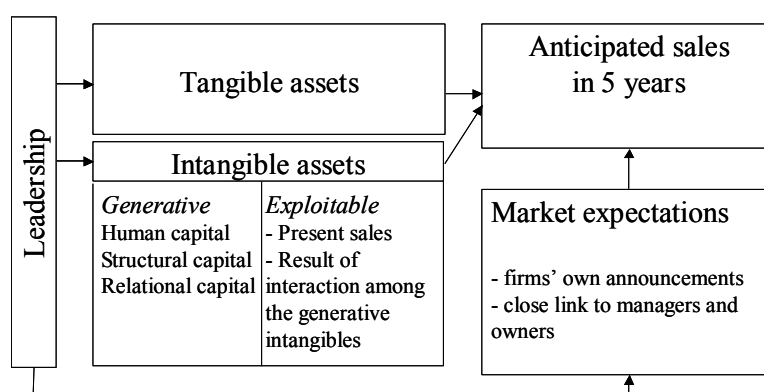 Leadership
Tangible assets
Intangible assets
Generative
Human capital
Structural capital
Relational capital
Exploitable
- Present sales
- Result of
interaction among
the generative
intangibles
Anticipated sales
in 5 years
Market expectations
- firms’ own announcements
- close link to managers and
owners